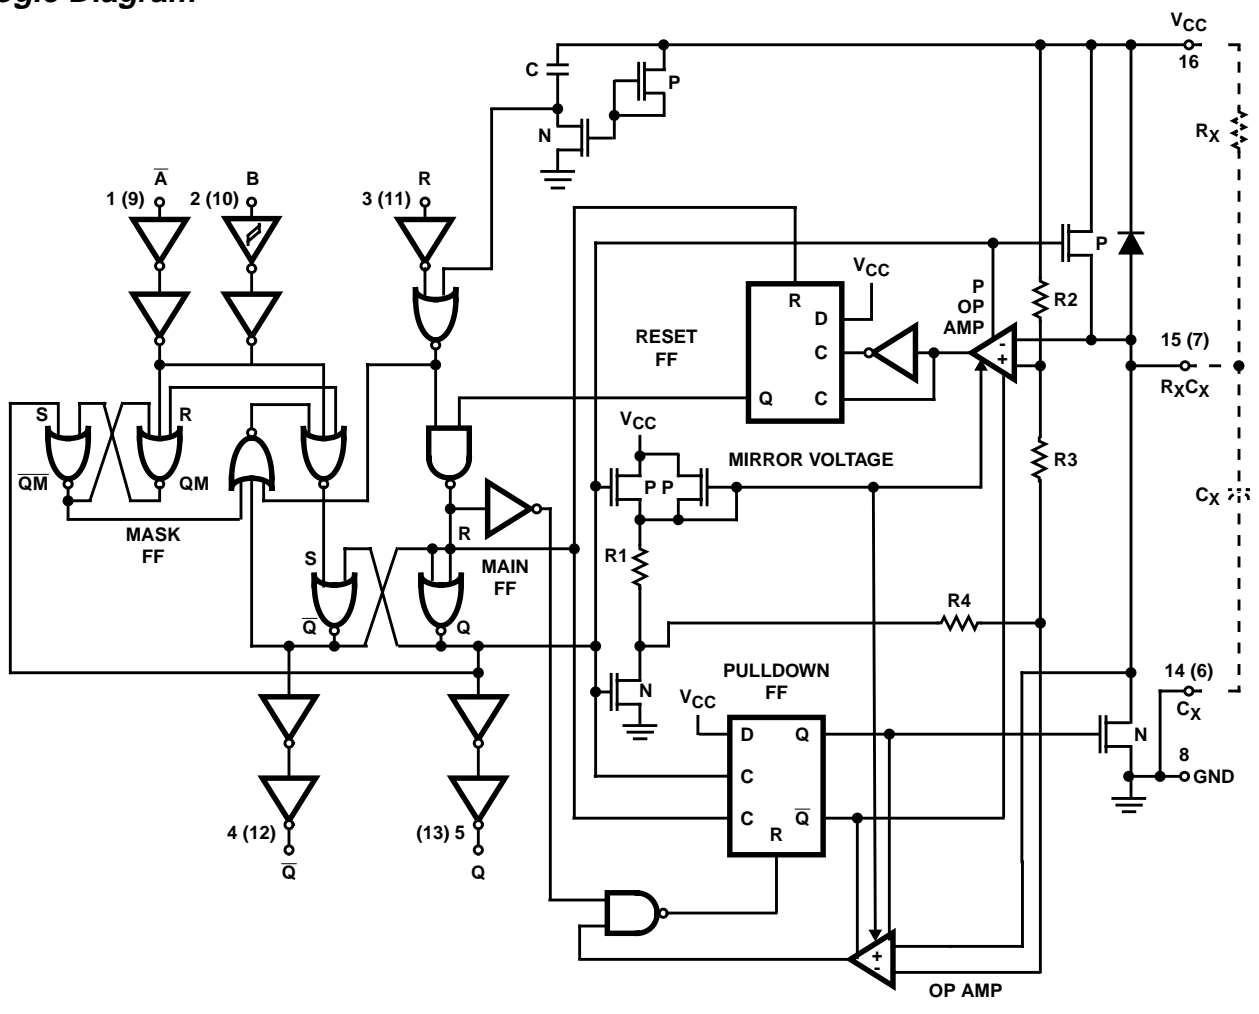 ogic Diagram
VCC
16
C
P
N
RX
A
B
R
1 (9)
2 (10)
3 (11)
P
VCC
R
D
P
OP
AMP
R2
RESET
FF
C
-
+
15 (7)
RXCX
Q
C
S
R
VCC
MIRROR VOLTAGE
R3
QM
QM
P P
CX
MASK
FF
R
S
MAIN
FF
R1
R4
Q
Q
PULLDOWN
FF
14 (6)
CX
N
VCC
D
Q
N
8
GND
C
C
Q
R
4 (12)
(13) 5
Q
Q
+
-
OP AMP